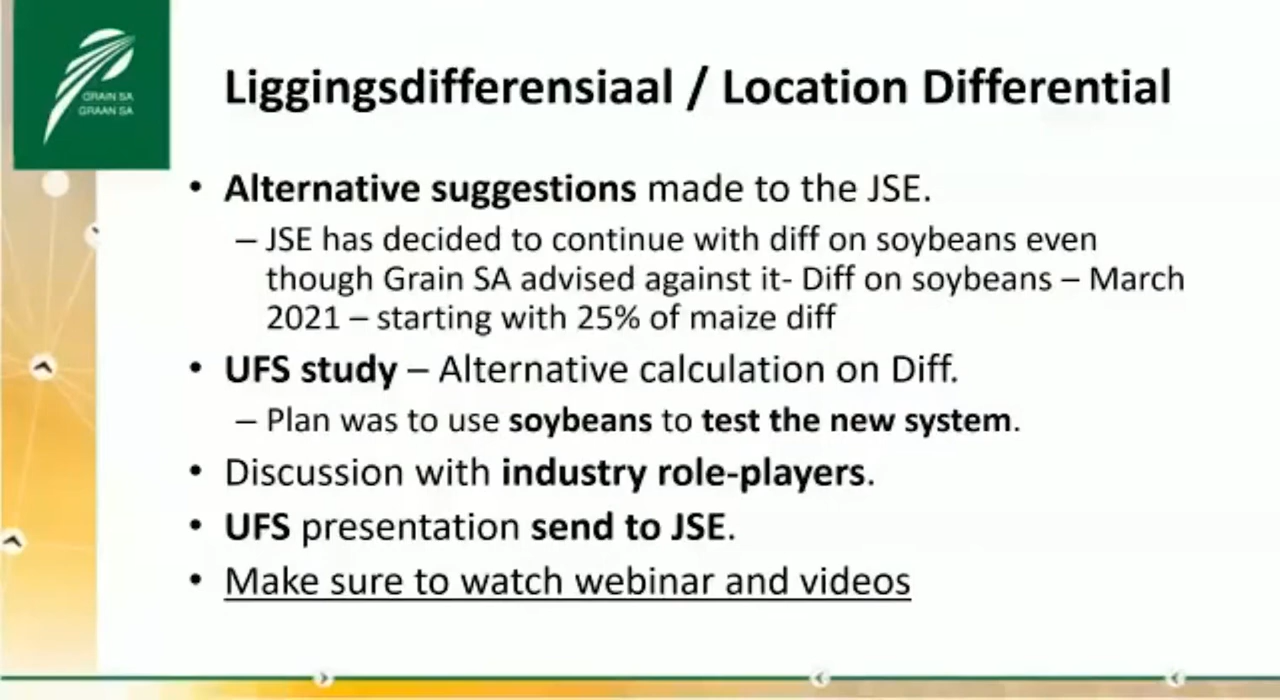 GRAIN SA
GRAAN SA
Liggingsdifferensiaal / Location Differential
• Alternative suggestions made to the JSE.
– JSE has decided to continue with diff on soybeans even
though Grain SA advised against it- Diff on soybeans – March
2021 – starting with 25% of maize diff
• UFS study – Alternative calculation on Diff.
– Plan was to use soybeans to test the new system.
• Discussion with industry role-players.
• UFS presentation send to JSE.
• Make sure to watch webinar and videos